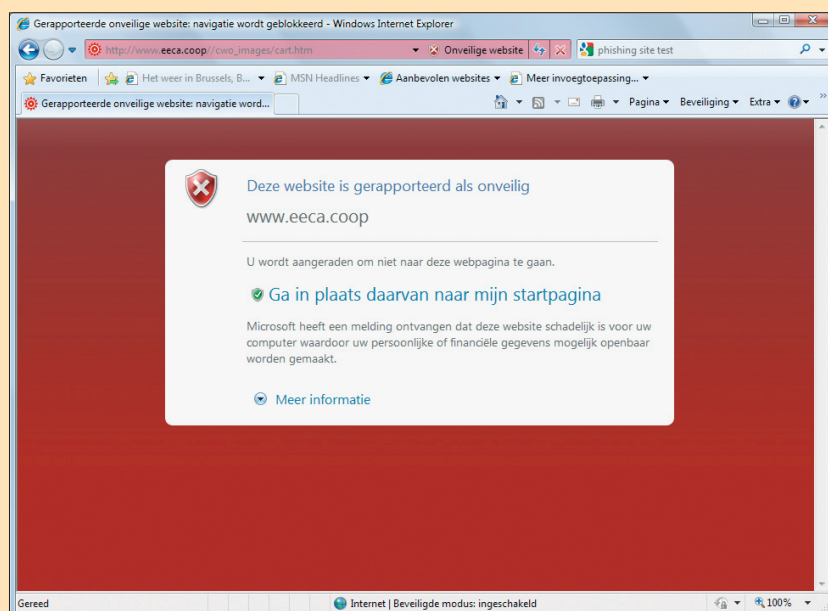 Gerapporteerde onveilige website: navigatie wordt geblokkeerd - Windows Internet Explorer
http://www.eeca.coop//cwo_images/cart.htm Onveilige website phishing site test
Favorieten Het weer in Brussels, B... MSN Headlines Aanbevolen websites Meer invoegtoepassing...
Gerapporteerde onveilige website: navigatie word... Pagina Beveiliging Extra »
Deze website is gerapporteerd als onveilig
www.eeca.coop
U wordt aangeraden om niet naar deze webpagina te gaan.
Ga in plaats daarvan naar mijn startpagina
Microsoft heeft een melding ontvangen dat deze website schadelijk is voor uw
computer waardoor uw persoonlijke of financiële gegevens mogelijk openbaar
worden gemaakt.
Meer informatie
Gereed Internet | Beveiligde modus: ingeschakeld 100%